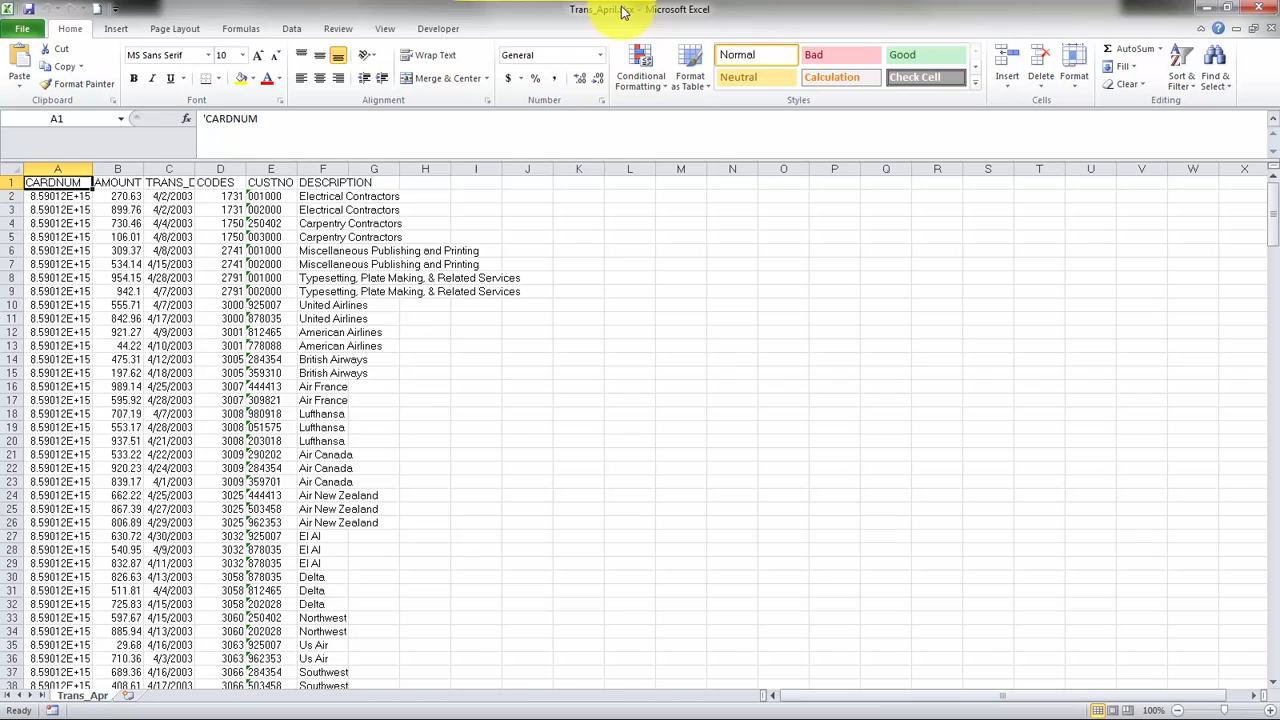 Trans_April.xlsx - Microsoft Excel
File Home Insert Page Layout Formulas Data Review View Developer
Paste Cut Copy Format Painter Clipboard
MS Sans Serif 10 A A B I U A Font
Wrap Text Merge & Center Alignment
General $ % , Number
Conditional Formatting Format as Table
Normal Bad Good
Neutral Calculation Check Cell
Styles
Insert Delete Format Cells
AutoSum Fill Clear Sort & Filter Find & Select Editing
A1 fx 'CARDNUM
A B C D E F G H I J K L M N O P Q R S T U V W X
1 CARDNUM AMOUNT TRANS_D CODES CUSTNO DESCRIPTION
2 8.59012E+15 270.63 4/2/2003 1731 001000 Electrical Contractors
3 8.59012E+15 899.76 4/2/2003 1731 002000 Electrical Contractors
4 8.59012E+15 730.46 4/4/2003 1750 250402 Carpentry Contractors
5 8.59012E+15 106.01 4/8/2003 1750 003000 Carpentry Contractors
6 8.59012E+15 309.37 4/8/2003 2741 001000 Miscellaneous Publishing and Printing
7 8.59012E+15 534.14 4/15/2003 2741 002000 Miscellaneous Publishing and Printing
8 8.59012E+15 954.15 4/28/2003 2791 001000 Typesetting, Plate Making, & Related Services
9 8.59012E+15 942.1 4/7/2003 2791 002000 Typesetting, Plate Making, & Related Services
10 8.59012E+15 555.71 4/7/2003 3000 925007 United Airlines
11 8.59012E+15 842.96 4/17/2003 3000 878035 United Airlines
12 8.59012E+15 921.27 4/9/2003 3001 812465 American Airlines
13 8.59012E+15 44.22 4/10/2003 3001 778088 American Airlines
14 8.59012E+15 475.31 4/12/2003 3005 284354 British Airways
15 8.59012E+15 197.62 4/18/2003 3005 359310 British Airways
16 8.59012E+15 989.14 4/25/2003 3007 444413 Air France
17 8.59012E+15 595.92 4/28/2003 3007 309821 Air France
18 8.59012E+15 707.19 4/7/2003 3008 980918 Lufthansa
19 8.59012E+15 553.17 4/28/2003 3008 051575 Lufthansa
20 8.59012E+15 937.51 4/21/2003 3008 203018 Lufthansa
21 8.59012E+15 533.22 4/22/2003 3009 290202 Air Canada
22 8.59012E+15 920.23 4/24/2003 3009 284354 Air Canada
23 8.59012E+15 839.17 4/1/2003 3009 359701 Air Canada
24 8.59012E+15 662.22 4/25/2003 3025 444413 Air New Zealand
25 8.59012E+15 867.39 4/27/2003 3025 503458 Air New Zealand
26 8.59012E+15 806.89 4/29/2003 3025 962353 Air New Zealand
27 8.59012E+15 630.72 4/30/2003 3032 925007 El Al
28 8.59012E+15 540.95 4/9/2003 3032 878035 El Al
29 8.59012E+15 832.87 4/11/2003 3032 878035 El Al
30 8.59012E+15 826.63 4/13/2003 3058 878035 Delta
31 8.59012E+15 511.81 4/4/2003 3058 812465 Delta
32 8.59012E+15 725.83 4/15/2003 3058 202028 Delta
33 8.59012E+15 597.67 4/13/2003 3060 250402 Northwest
34 8.59012E+15 885.94 4/13/2003 3060 202028 Northwest
35 8.59012E+15 29.68 4/16/2003 3063 925007 Us Air
36 8.59012E+15 710.36 4/3/2003 3063 962353 Us Air
37 8.59012E+15 689.36 4/16/2003 3066 284354 Southwest
38 8.59012E+15 408.61 4/17/2003 3066 503458 Southwest
Trans_Apr
Ready 100%